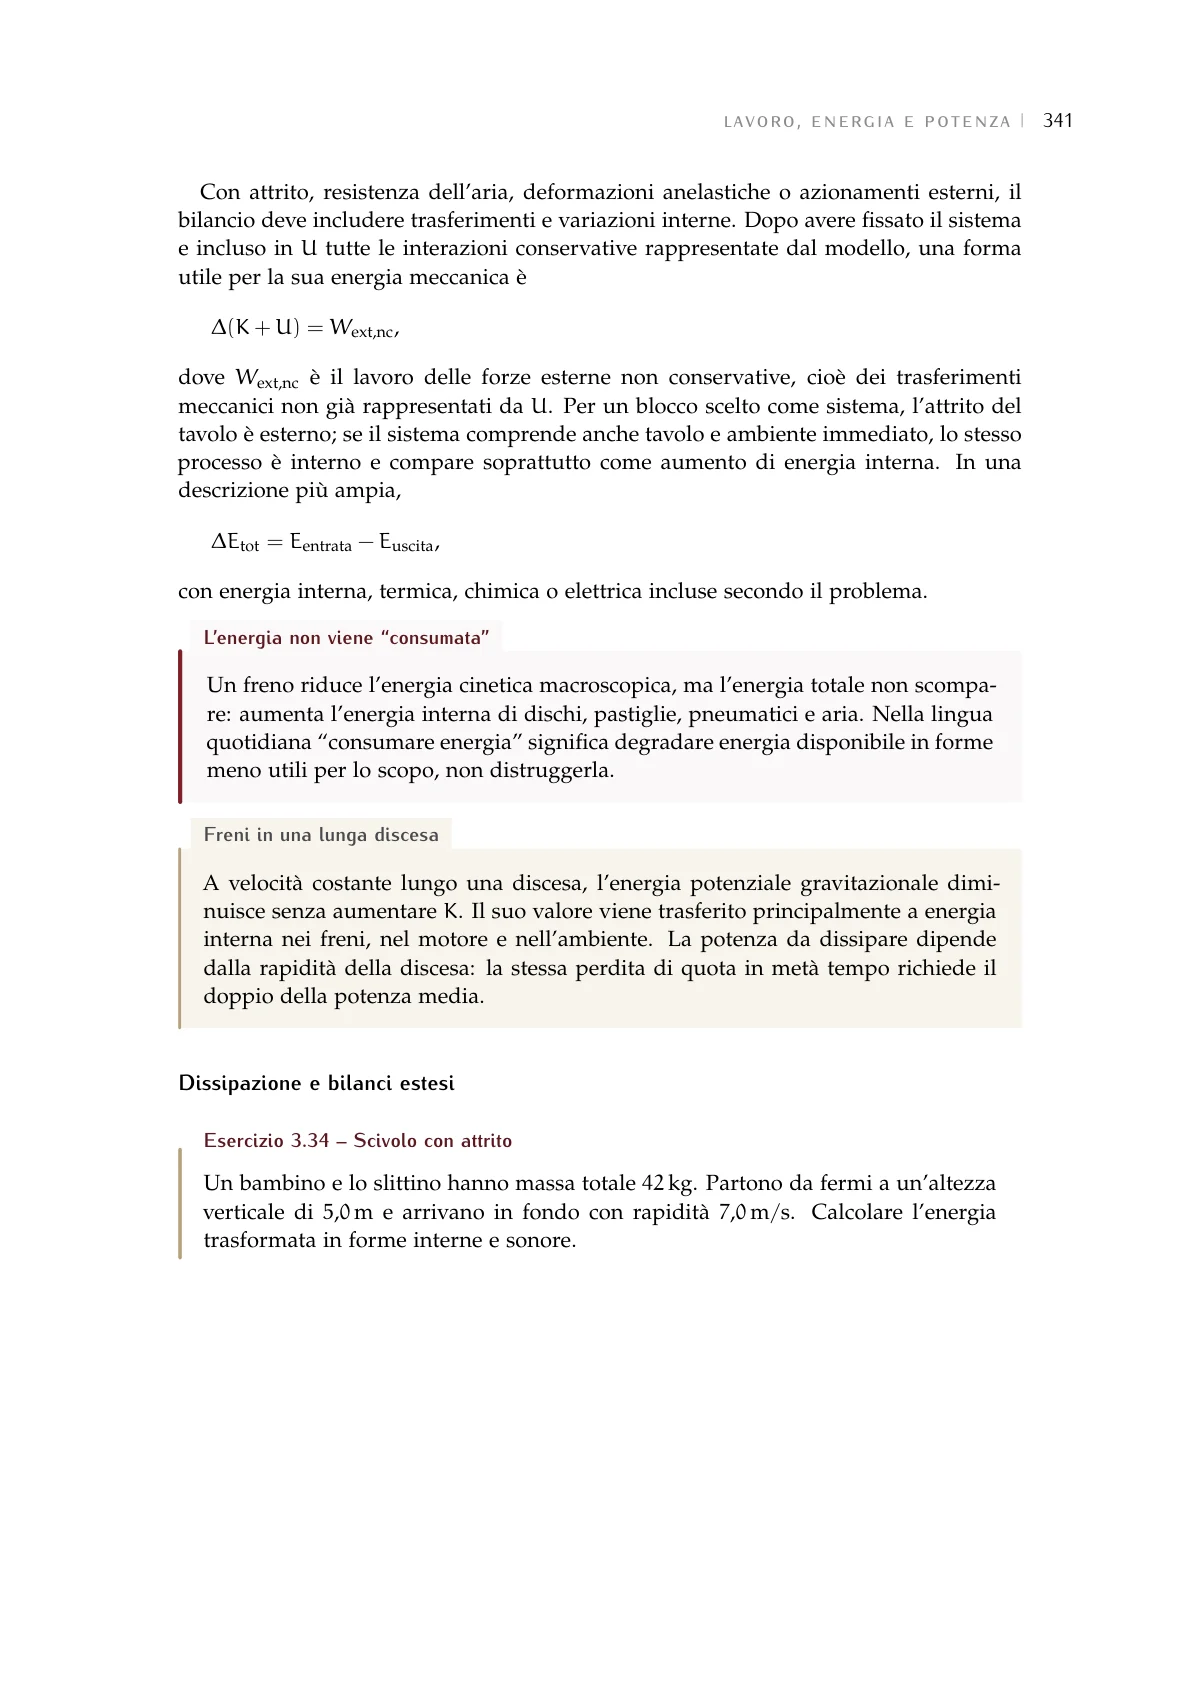 LAVORO, ENERGIA E POTENZA | 341
Con attrito, resistenza dell’aria, deformazioni anelastiche o azionamenti esterni, il
bilancio deve includere trasferimenti e variazioni interne. Dopo avere fissato il sistema
e incluso in U tutte le interazioni conservative rappresentate dal modello, una forma
utile per la sua energia meccanica è
Δ(K + U) = W_ext,nc,
dove W_ext,nc è il lavoro delle forze esterne non conservative, cioè dei trasferimenti
meccanici non già rappresentati da U. Per un blocco scelto come sistema, l’attrito del
tavolo è esterno; se il sistema comprende anche tavolo e ambiente immediato, lo stesso
processo è interno e compare soprattutto come aumento di energia interna. In una
descrizione più ampia,
ΔE_tot = E_entrata − E_uscita,
con energia interna, termica, chimica o elettrica incluse secondo il problema.
L’energia non viene “consumata”
Un freno riduce l’energia cinetica macroscopica, ma l’energia totale non scompa-
re: aumenta l’energia interna di dischi, pastiglie, pneumatici e aria. Nella lingua
quotidiana “consumare energia” significa degradare energia disponibile in forme
meno utili per lo scopo, non distruggerla.
Freni in una lunga discesa
A velocità costante lungo una discesa, l’energia potenziale gravitazionale dimi-
nuisce senza aumentare K. Il suo valore viene trasferito principalmente a energia
interna nei freni, nel motore e nell’ambiente. La potenza da dissipare dipende
dalla rapidità della discesa: la stessa perdita di quota in metà tempo richiede il
doppio della potenza media.
Dissipazione e bilanci estesi
Esercizio 3.34 – Scivolo con attrito
Un bambino e lo slittino hanno massa totale 42 kg. Partono da fermi a un’altezza
verticale di 5,0 m e arrivano in fondo con rapidità 7,0 m/s. Calcolare l’energia
trasformata in forme interne e sonore.